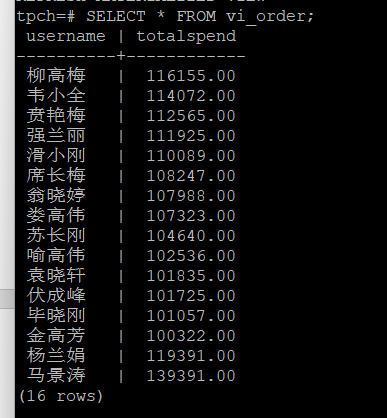 tpch=# SELECT * FROM vi_order;
username | totalspend
----------+------------
柳高梅 | 116155.00
韦小全 | 114072.00
贲艳梅 | 112565.00
强兰丽 | 111925.00
滑小刚 | 110089.00
席长梅 | 108247.00
翁晓婷 | 107988.00
娄高伟 | 107323.00
苏长刚 | 104640.00
喻高伟 | 102536.00
袁晓轩 | 101835.00
伏成峰 | 101725.00
毕晓刚 | 101057.00
金高芳 | 100322.00
杨兰娟 | 119391.00
马景涛 | 139391.00
(16 rows)